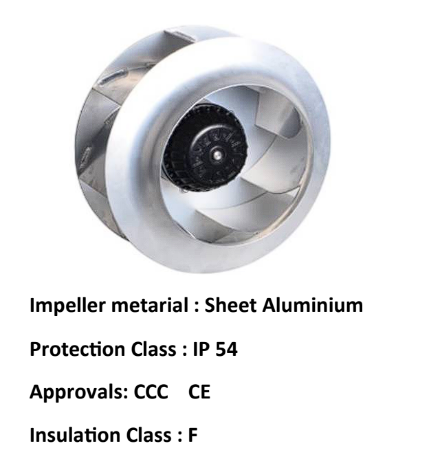 Impeller metarial : Sheet Aluminium
Protection Class : IP 54
Approvals: CCC CE
Insulation Class : F